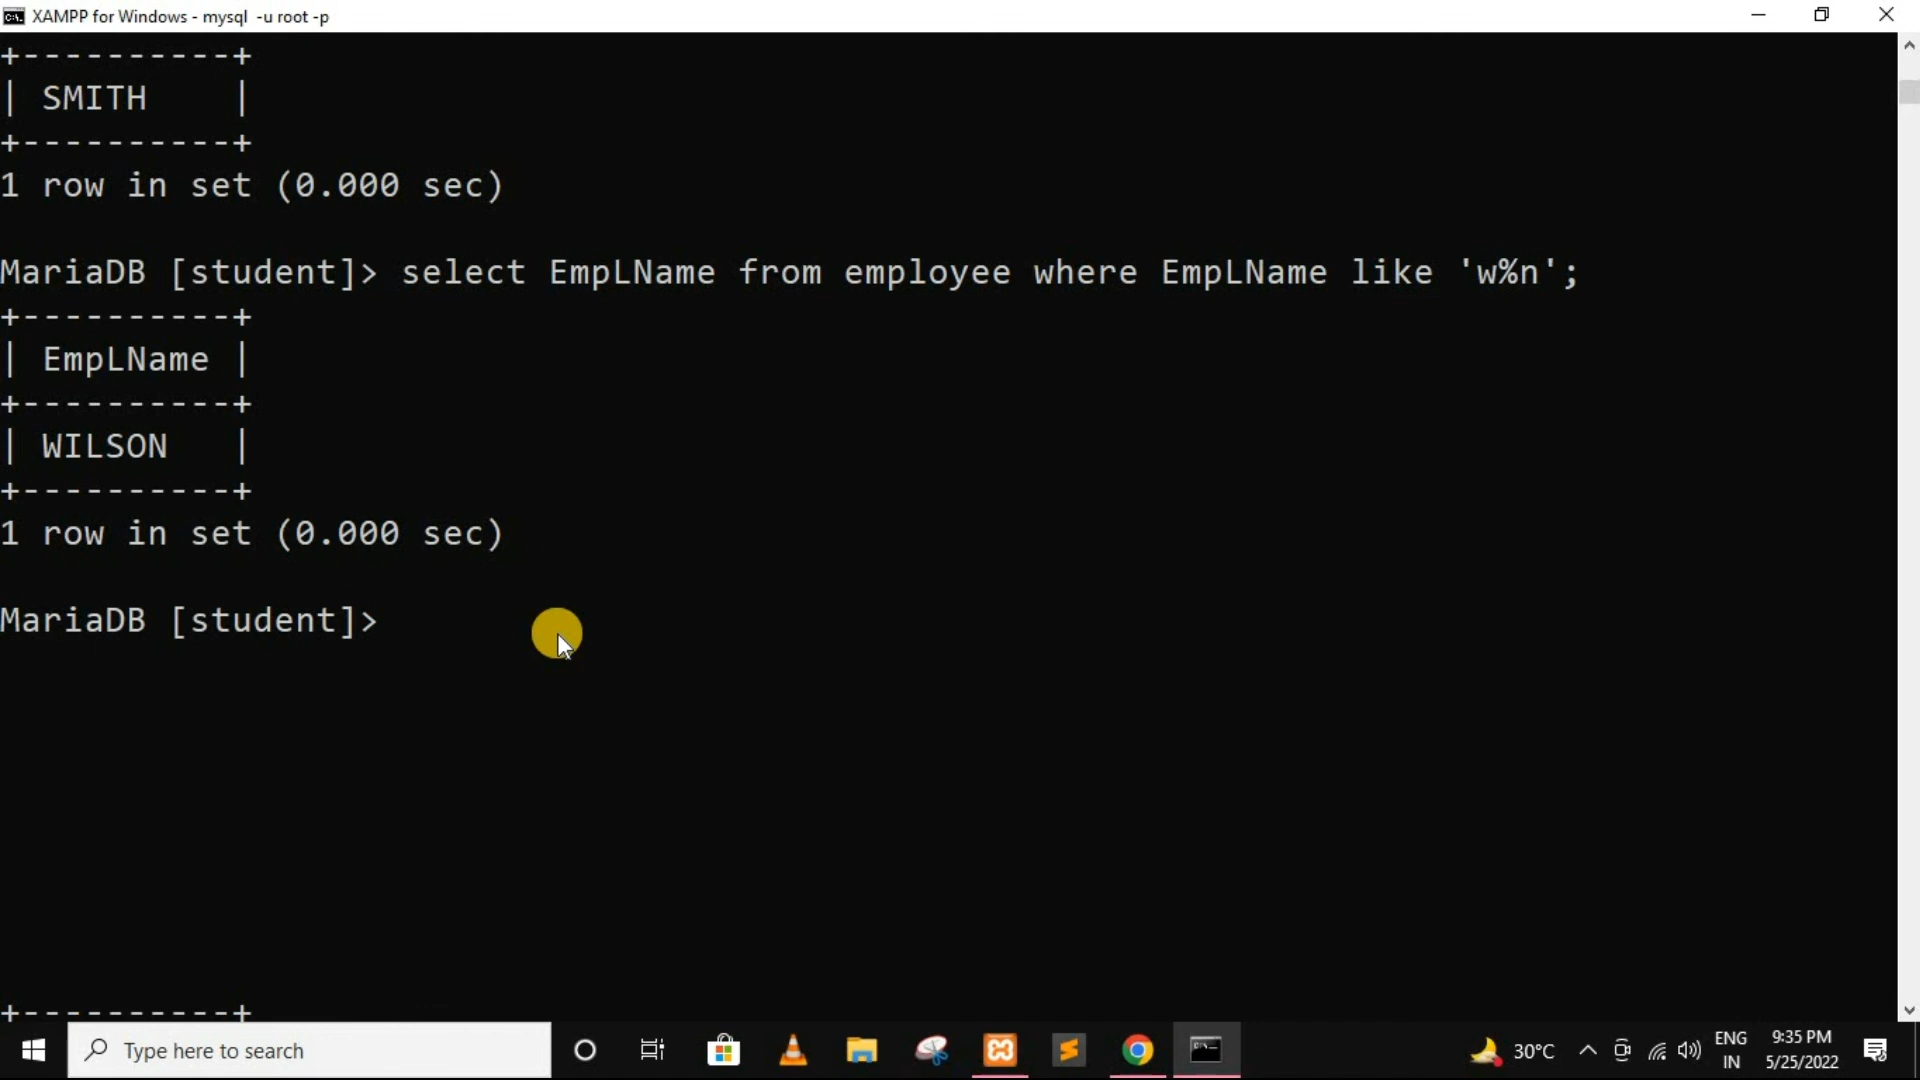 XAMPP for Windows - mysql -u root -p
+----------+
| SMITH    |
+----------+
1 row in set (0.000 sec)
MariaDB [student]> select EmpLName from employee where EmpLName like 'w%n';
+----------+
| EmpLName |
+----------+
| WILSON   |
+----------+
1 row in set (0.000 sec)
MariaDB [student]>
+----------+
Type here to search
30°C
ENG
IN
9:35 PM
5/25/2022